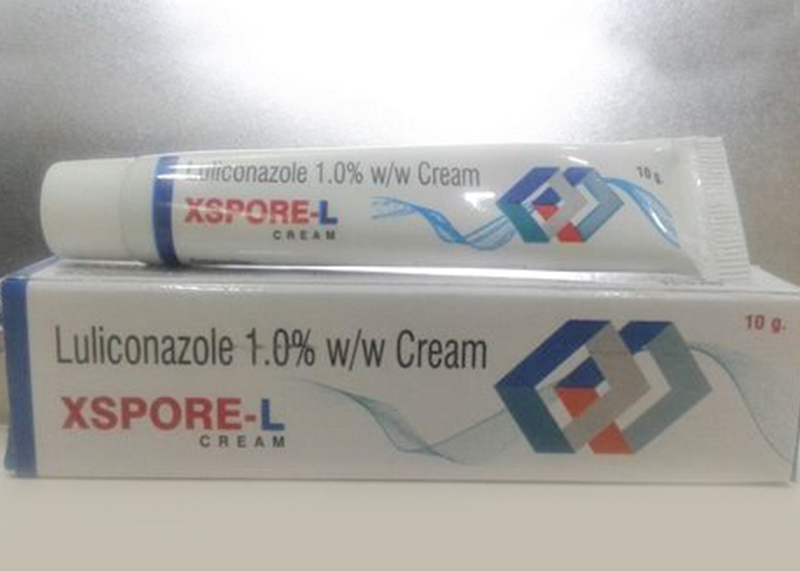 Luliconazole 1.0% w/w Cream
10 g.
XSPORE-L
CREAM
Luliconazole 1.0% w/w Cream
10 g.
XSPORE-L
CREAM